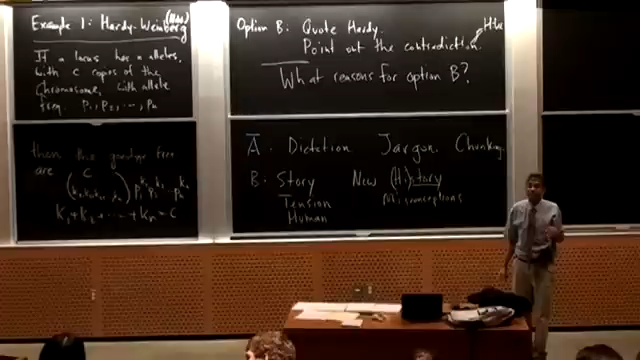 Example 1: Hardy-Weinberg
If a locus has n alleles,
with c copies of the
Chromosome, with allele
freq. p₁, p₂, ..., pₙ
then the genotype freq
are
k₁+k₂+ ... +kₙ = c
Option B: Quote Hardy.
Point out the contradiction.
What reasons for option B?
A. Dictation Jargon Chunking
B. Story New (Hi)story
Tension Misconceptions
Human